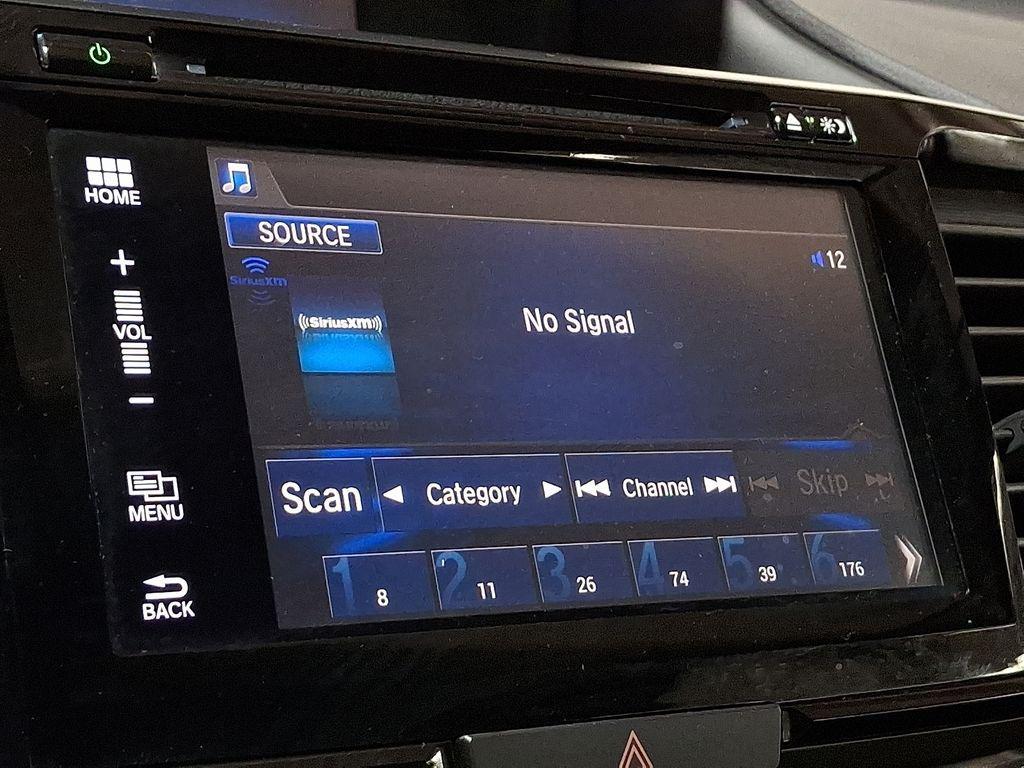 HOME
SOURCE
12
SiriusXM
SiriusXM
No Signal
VOL
Scan
Category
Channel
Skip
MENU
1 8
2 11
3 26
4 74
5 39
6 176
BACK